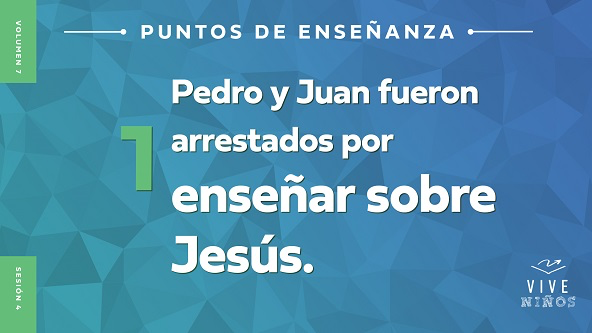 VOLUMEN 7
PUNTOS DE ENSEÑANZA
1
Pedro y Juan fueron
arrestados por
enseñar sobre
Jesús.
SESIÓN 4
VIVE
NIÑOS